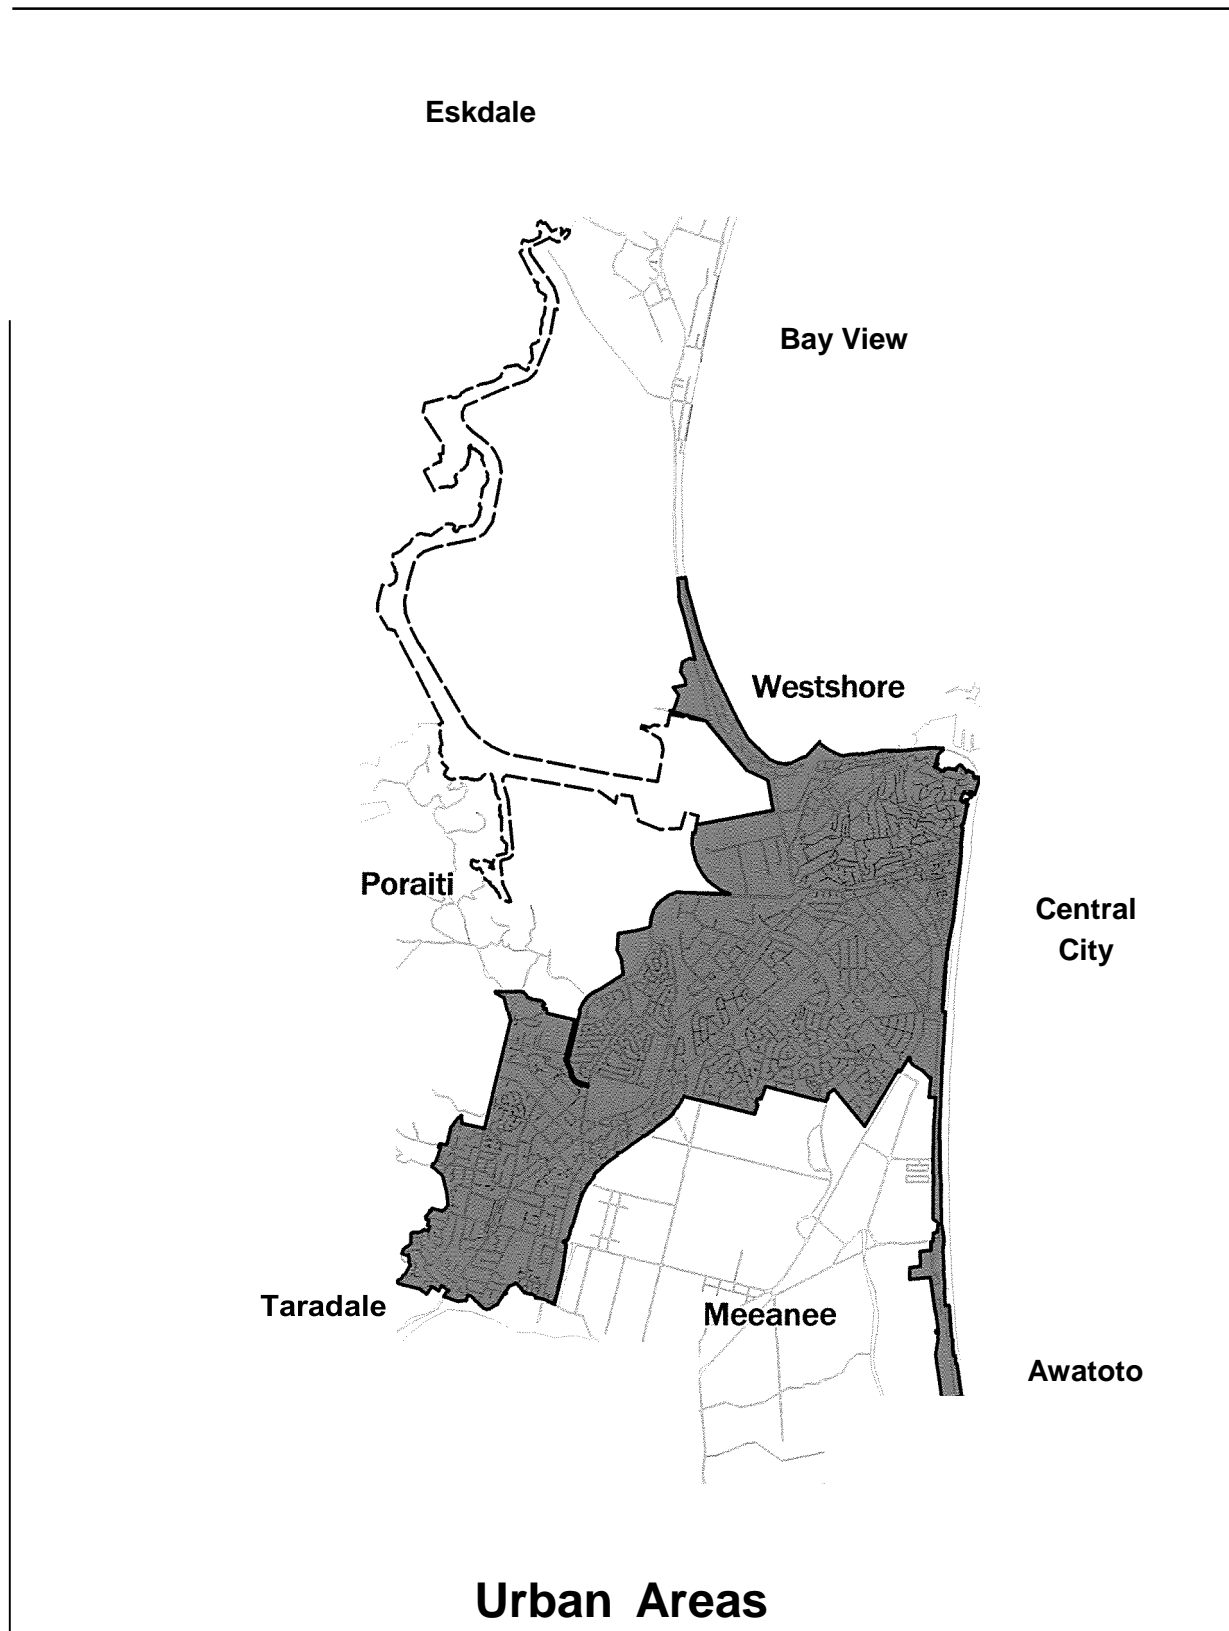 Eskdale
Bay View
Westshore
Poraiti
Central
City
Taradale
Meeanee
Awatoto
Urban Areas